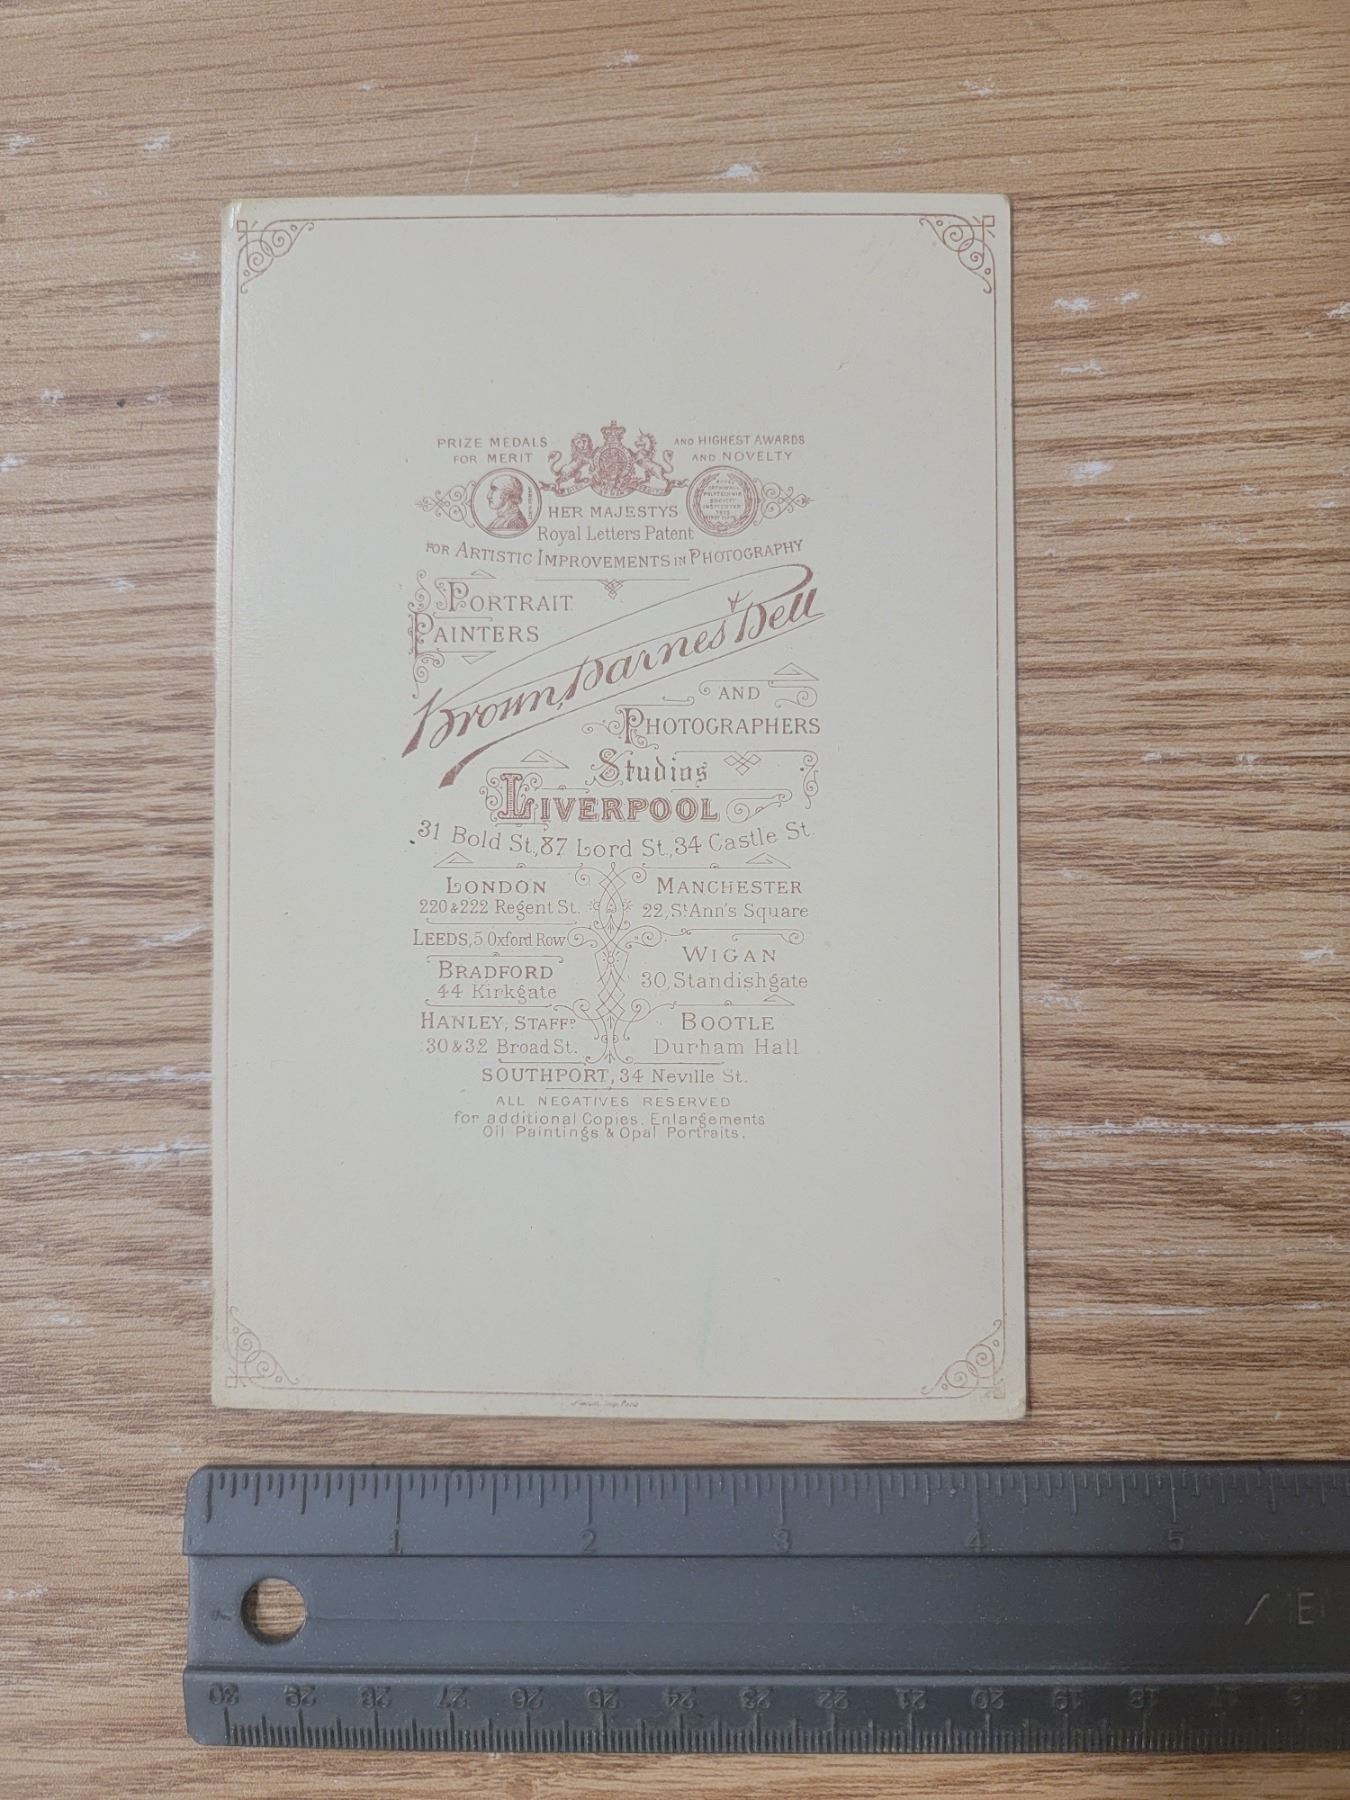 PRIZE MEDALS
FOR MERIT
AND HIGHEST AWARDS
AND NOVELTY
HER MAJESTYS
Royal Letters Patent
FOR ARTISTIC IMPROVEMENTS IN PHOTOGRAPHY
PORTRAIT
PAINTERS
Brown, Barnes & Bell
AND
PHOTOGRAPHERS
Studios
LIVERPOOL
31 Bold St., 87 Lord St., 34 Castle St.
LONDON
220 & 222 Regent St.
MANCHESTER
22, St Ann's Square
LEEDS, 5 Oxford Row
WIGAN
30, Standishgate
BRADFORD
44 Kirkgate
HANLEY, STAFFS
30 & 32 Broad St.
BOOTLE
Durham Hall
SOUTHPORT, 34 Neville St.
ALL NEGATIVES RESERVED
for additional Copies, Enlargements
Oil Paintings & Opal Portraits.
1 2 3 4 5
E
30 29 28 27 26 25 24 23 22 21 20 19 18 17 16